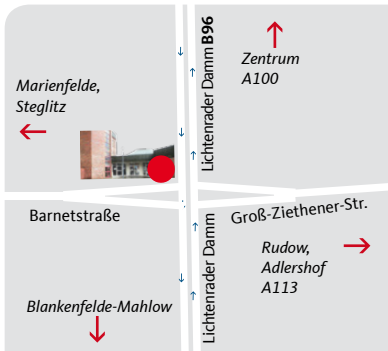 Lichtenrader Damm B96
Zentrum
A100
Marienfelde,
Steglitz
Barnetstraße
Groß-Ziethener-Str.
Lichtenrader Damm
Rudow,
Adlershof
A113
Blankenfelde-Mahlow